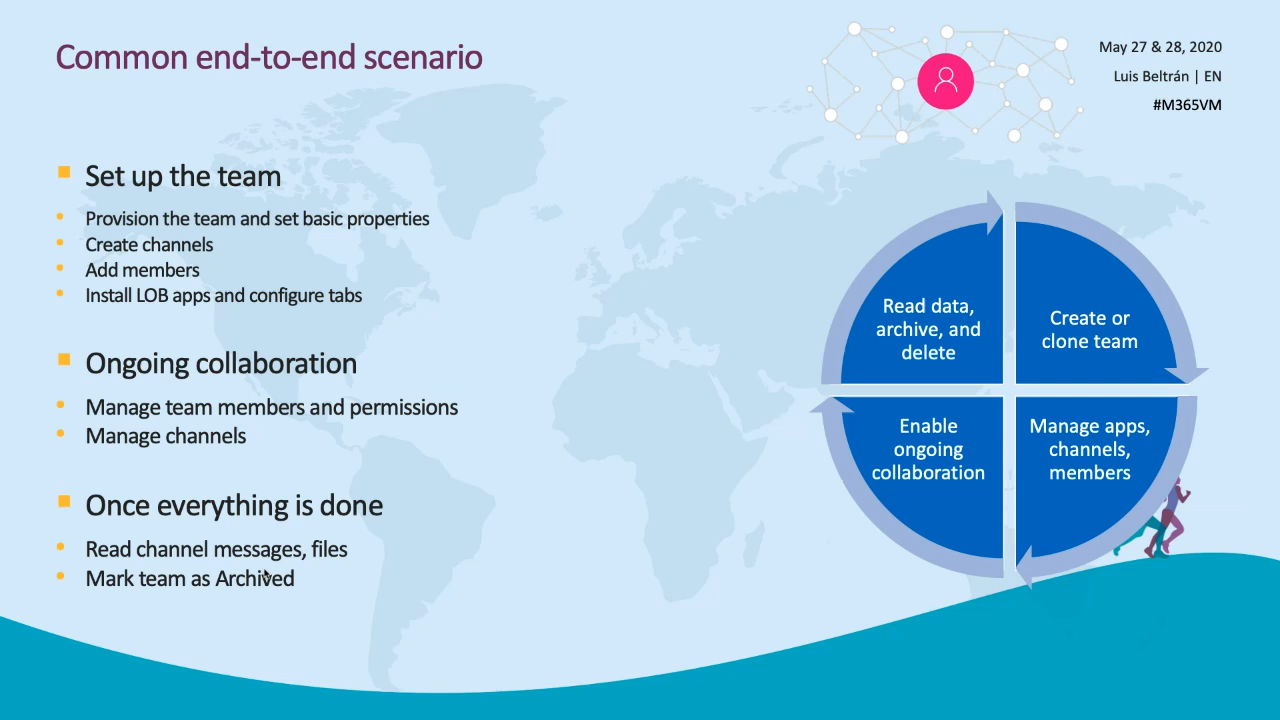 Common end-to-end scenario
May 27 & 28, 2020
Luis Beltrán | EN
#M365VM
Set up the team
Provision the team and set basic properties
Create channels
Add members
Install LOB apps and configure tabs
Ongoing collaboration
Manage team members and permissions
Manage channels
Once everything is done
Read channel messages, files
Mark team as Archived
Read data,
archive, and
delete
Create or
clone team
Enable
ongoing
collaboration
Manage apps,
channels,
members